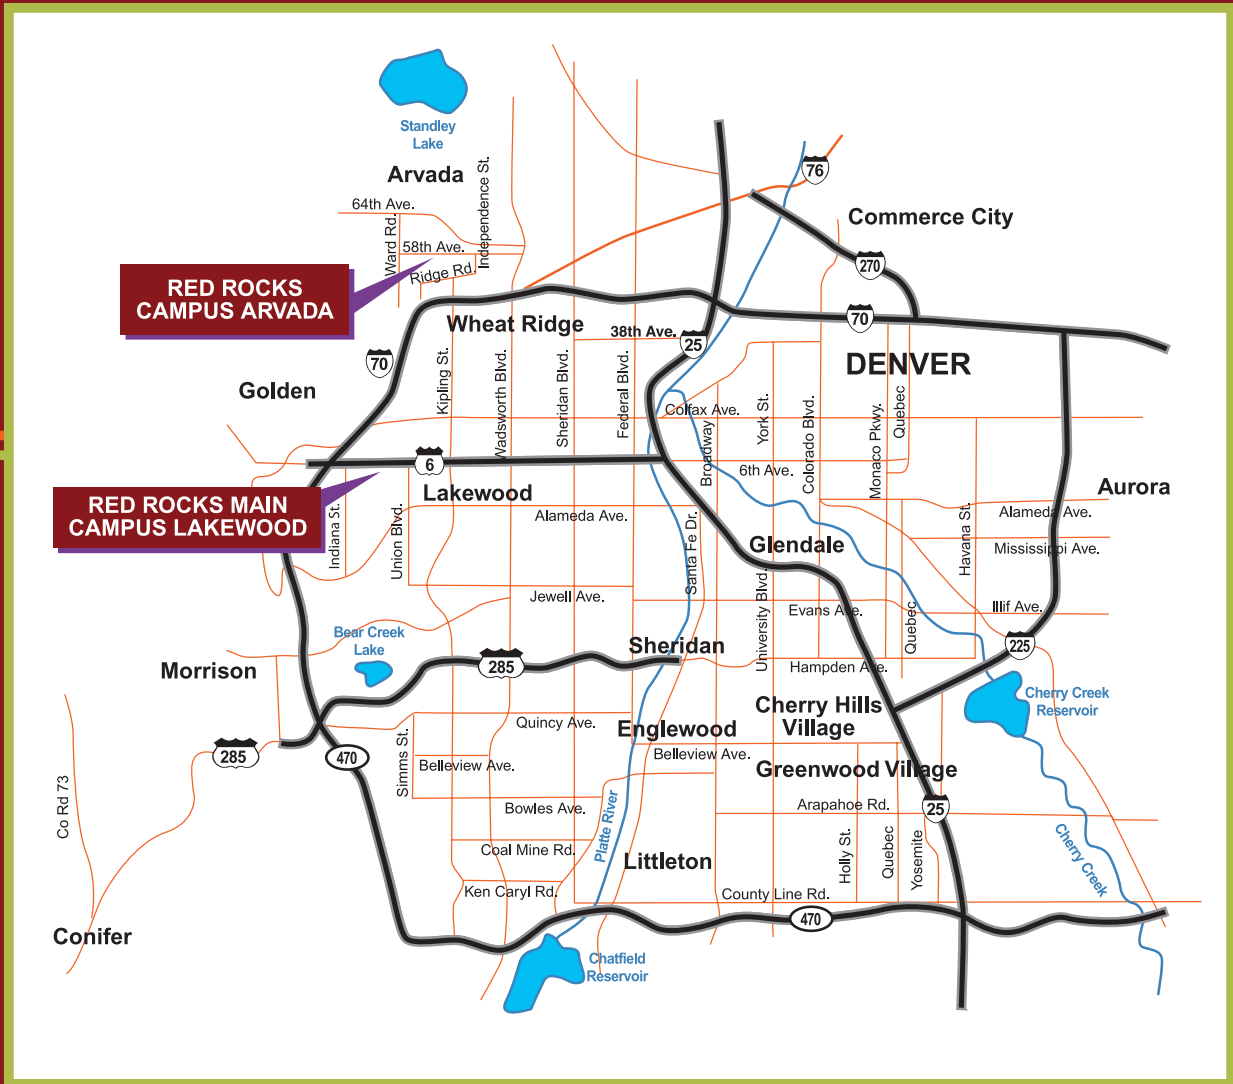 Standley
Lake
Arvada
64th Ave.
Ward Rd.
58th Ave.
Independence St.
Ridge Rd.
76
Commerce City
270
RED ROCKS
CAMPUS ARVADA
Wheat Ridge
38th Ave.
25
70
70
DENVER
Golden
Kipling St.
Wadsworth Blvd.
Sheridan Blvd.
Federal Blvd.
Colfax Ave.
Broadway
York St.
Colorado Blvd.
Monaco Pkwy.
Quebec
6
6th Ave.
RED ROCKS MAIN
CAMPUS LAKEWOOD
Lakewood
Aurora
Indiana St.
Union Blvd.
Alameda Ave.
Santa Fe Dr.
Glendale
Havana St.
Alameda Ave.
Mississippi Ave.
Jewell Ave.
University Blvd.
Evans Ave.
Quebec
Illif Ave.
Bear Creek
Lake
Sheridan
225
Morrison
285
Hampden Ave.
Cherry Creek
Reservoir
Cherry Hills
Village
Quincy Ave.
Englewood
285
470
Simms St.
Belleview Ave.
Belleview Ave.
Greenwood Village
Co Rd 73
Bowles Ave.
Platte River
Arapahoe Rd.
25
Coal Mine Rd.
Littleton
Holly St.
Quebec
Yosemite
Cherry Creek
Ken Caryl Rd.
County Line Rd.
470
Conifer
Chatfield
Reservoir